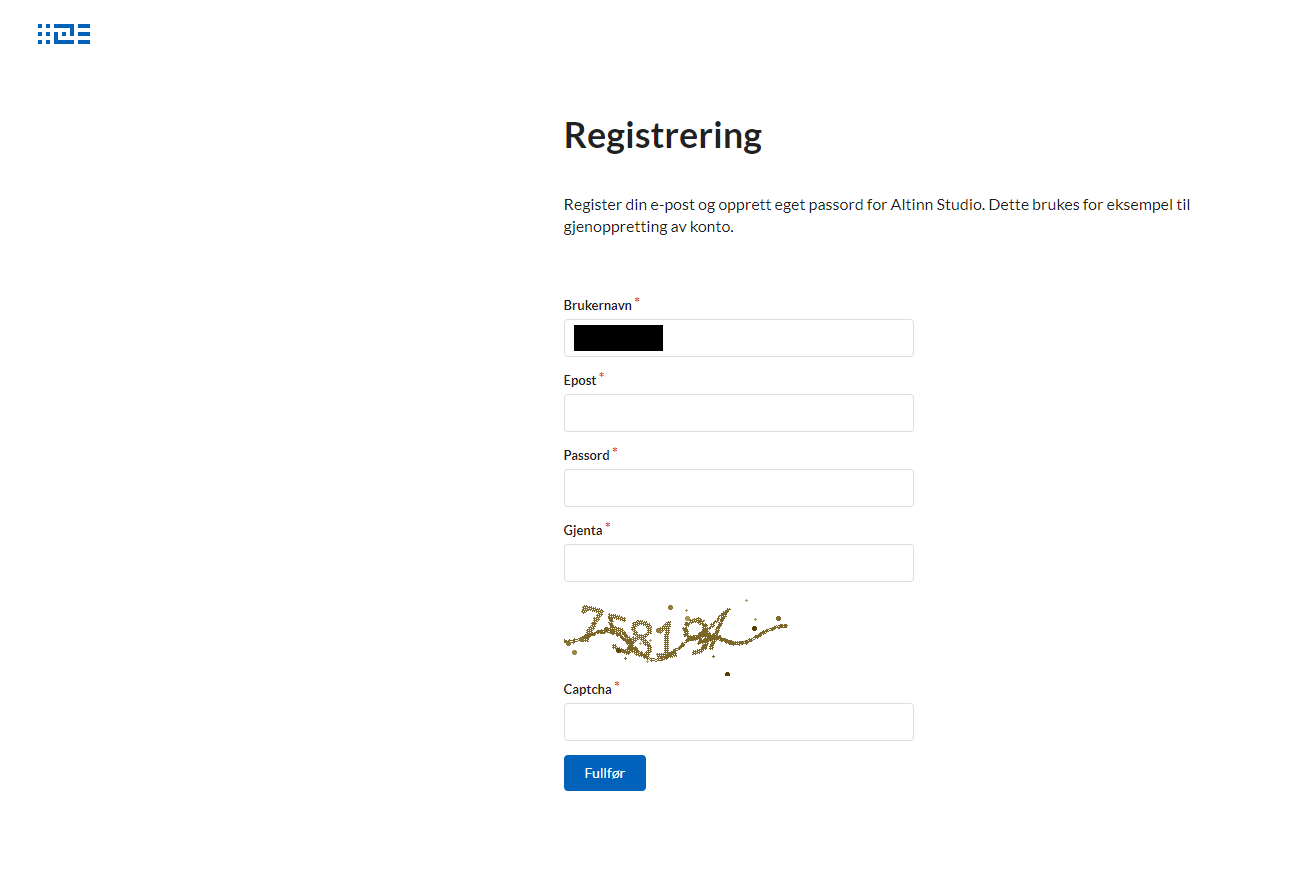 Registrering
Register din e-post og opprett eget passord for Altinn Studio. Dette brukes for eksempel til
gjenoppretting av konto.
Brukernavn *
Epost *
Passord *
Gjenta *
Captcha *
Fullfør